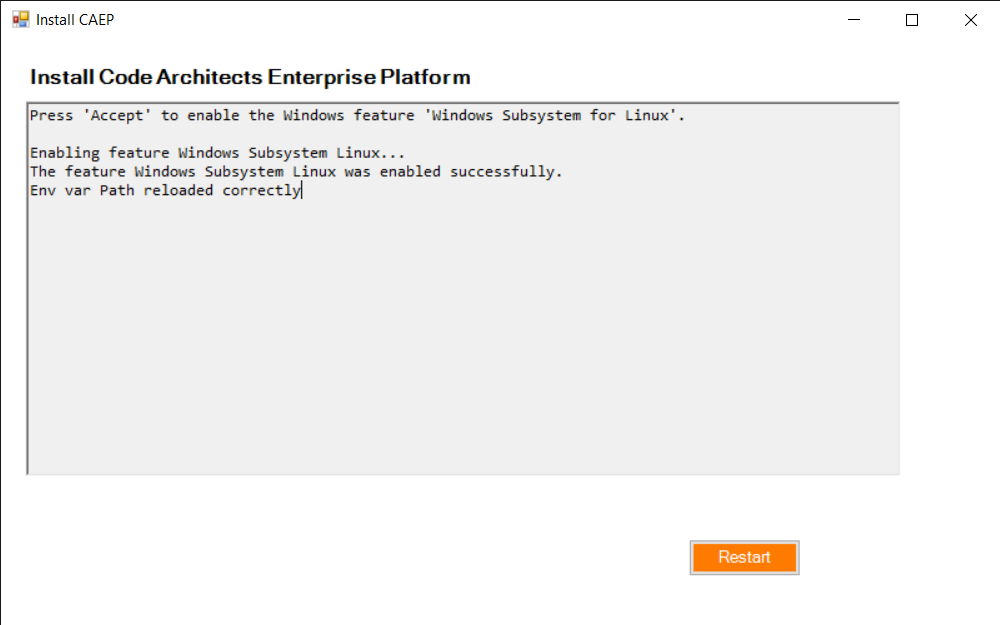 Install CAEP
Install Code Architects Enterprise Platform
Press 'Accept' to enable the Windows feature 'Windows Subsystem for Linux'.
Enabling feature Windows Subsystem Linux...
The feature Windows Subsystem Linux was enabled successfully.
Env var Path reloaded correctly
Restart